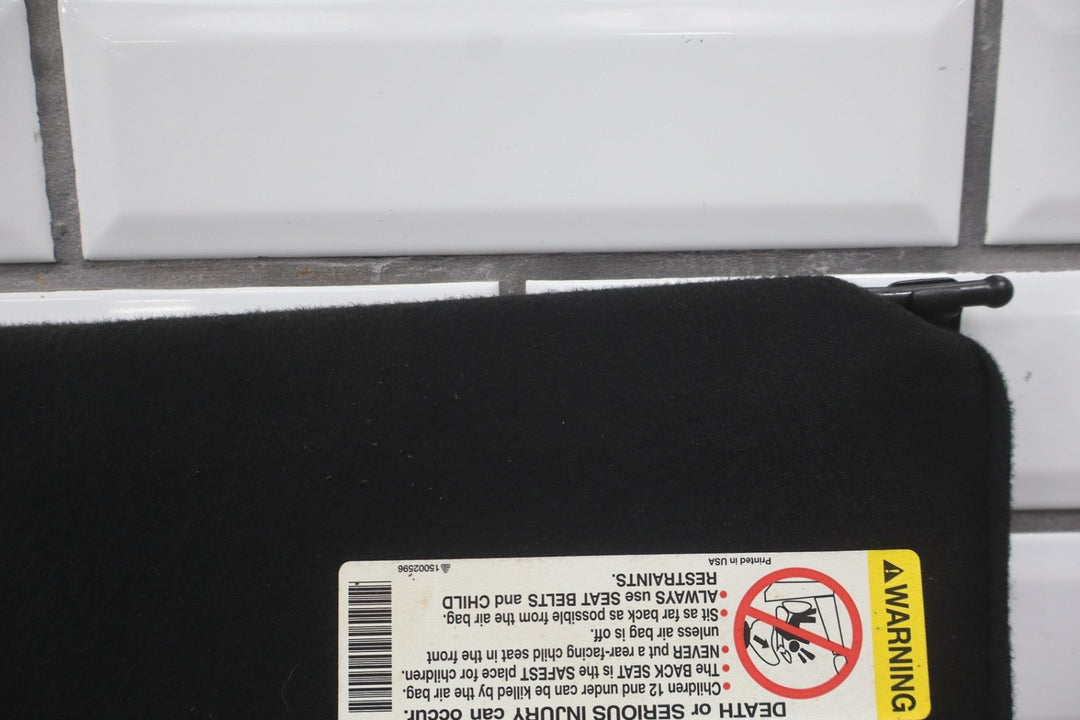 ⚠WARNING
DEATH or SERIOUS INJURY can occur.
• Children 12 and under can be killed by the air bag.
• The BACK SEAT is the SAFEST place for children.
• NEVER put a rear-facing child seat in the front
unless air bag is off.
• Sit as far back as possible from the air bag.
• ALWAYS use SEAT BELTS and CHILD
RESTRAINTS.
Printed in USA
15002596